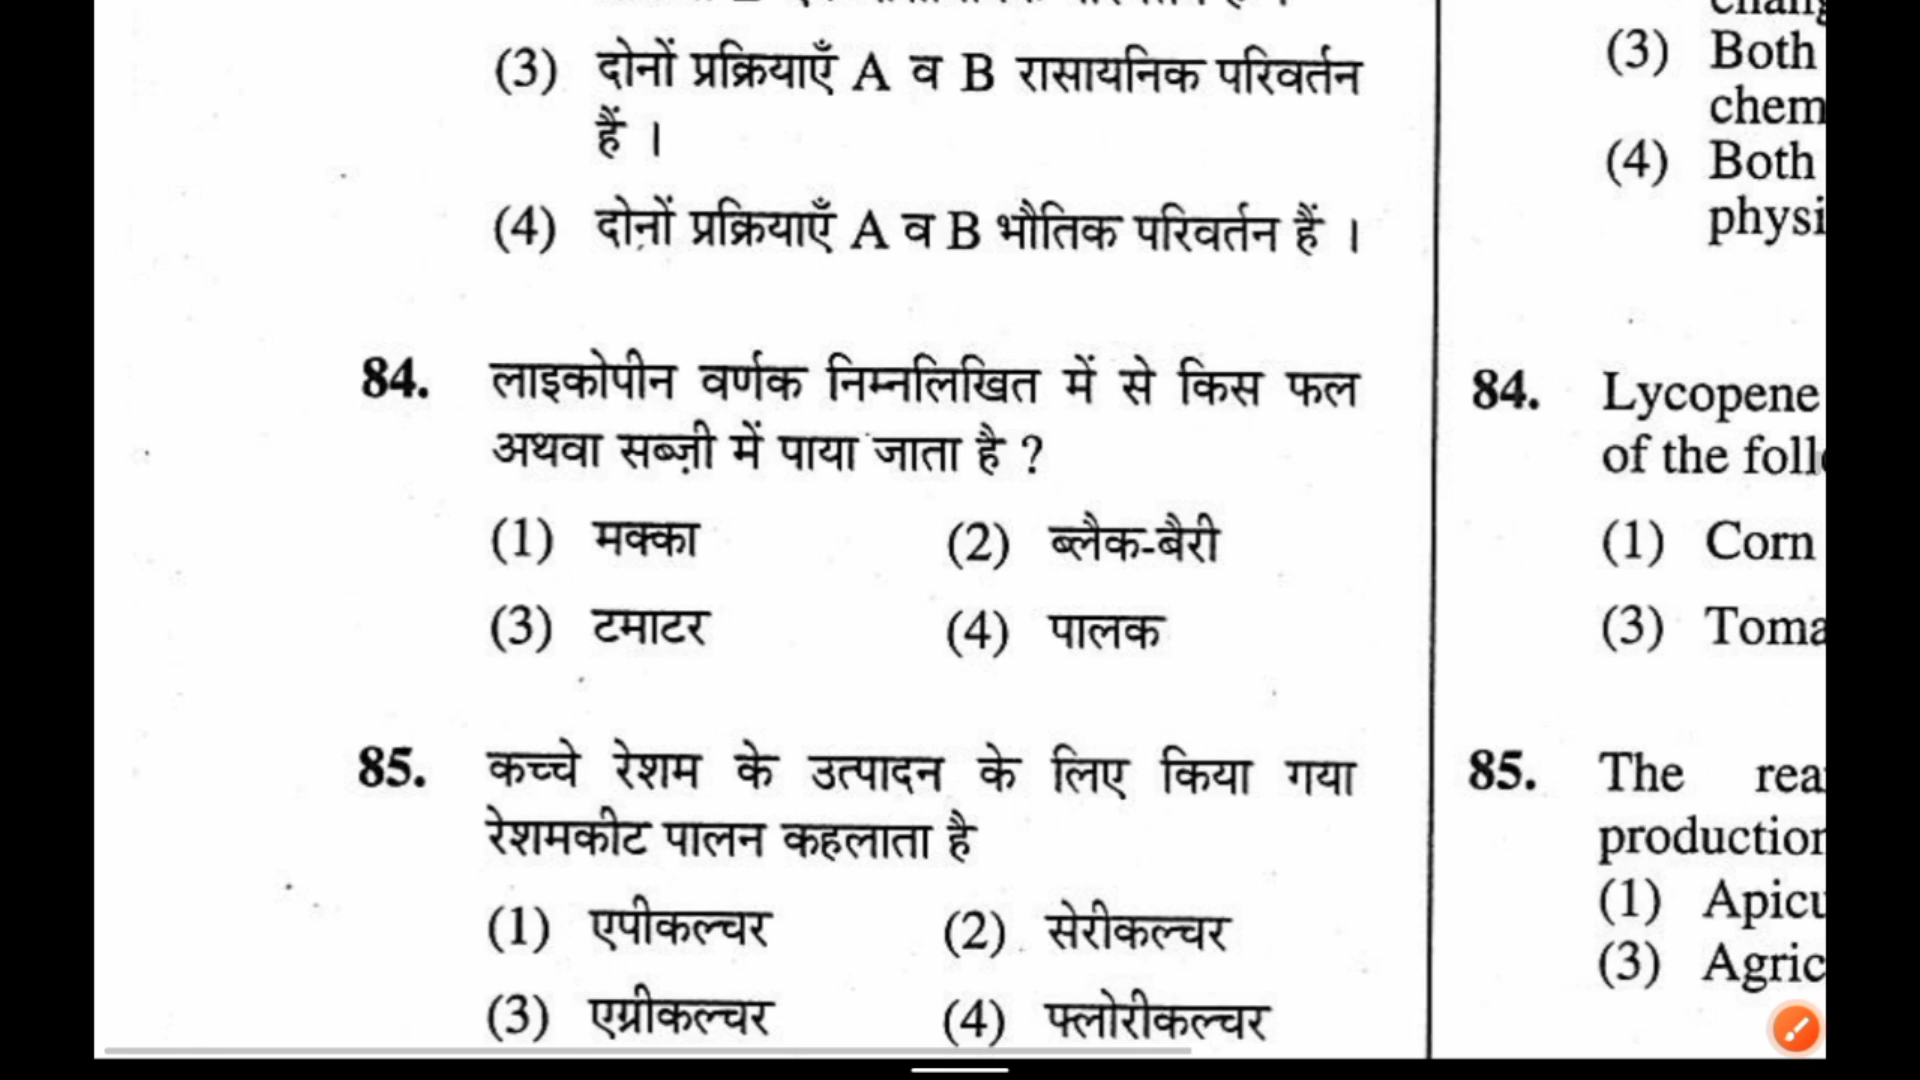 (3) दोनों प्रक्रियाएँ A व B रासायनिक परिवर्तन
हैं ।
(4) दोनों प्रक्रियाएँ A व B भौतिक परिवर्तन हैं ।
84. लाइकोपीन वर्णक निम्नलिखित में से किस फल
अथवा सब्ज़ी में पाया जाता है ?
(1) मक्का (2) ब्लैक-बैरी
(3) टमाटर (4) पालक
85. कच्चे रेशम के उत्पादन के लिए किया गया
रेशमकीट पालन कहलाता है
(1) एपीकल्चर (2) सेरीकल्चर
(3) एग्रीकल्चर (4) फ्लोरीकल्चर
(3) Both
chem
(4) Both
physi
84. Lycopene
of the foll
(1) Corn
(3) Toma
85. The rea
production
(1) Apicu
(3) Agric